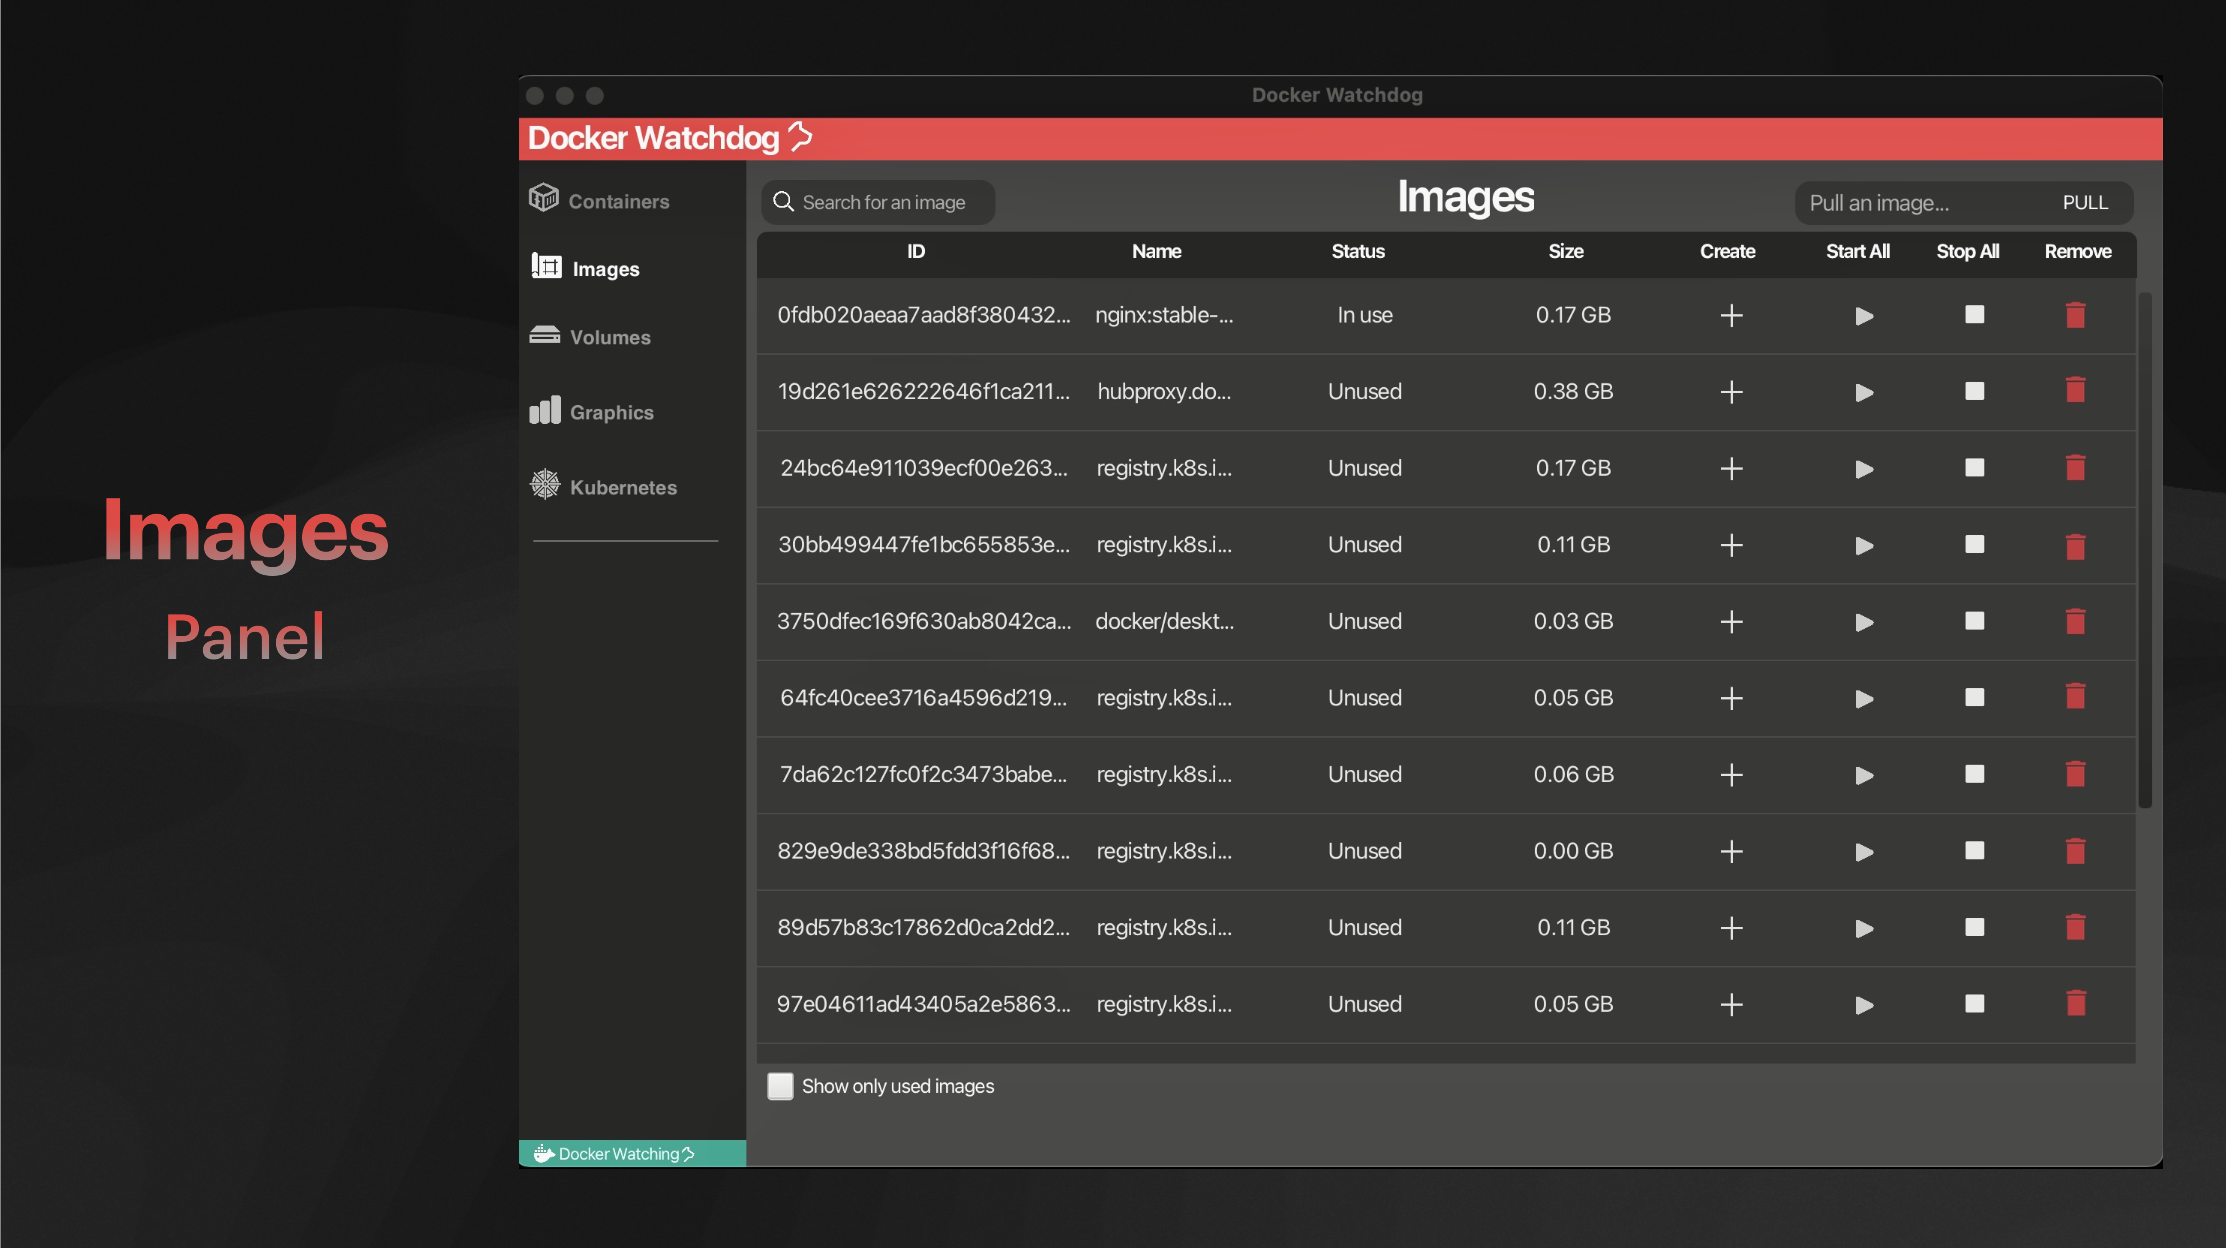 Images
Panel
Docker Watchdog
Docker Watchdog
Containers
Images
Volumes
Graphics
Kubernetes
Docker Watching
Search for an image
Images
Pull an image...
PULL
ID Name Status Size Create Start All Stop All Remove
0fdb020aeaa7aad8f380432... nginx:stable-... In use 0.17 GB
19d261e626222646f1ca211... hubproxy.do... Unused 0.38 GB
24bc64e911039ecf00e263... registry.k8s.i... Unused 0.17 GB
30bb499447fe1bc655853e... registry.k8s.i... Unused 0.11 GB
3750dfec169f630ab8042ca... docker/deskt... Unused 0.03 GB
64fc40cee3716a4596d219... registry.k8s.i... Unused 0.05 GB
7da62c127fc0f2c3473babe... registry.k8s.i... Unused 0.06 GB
829e9de338bd5fdd3f16f68... registry.k8s.i... Unused 0.00 GB
89d57b83c17862d0ca2dd2... registry.k8s.i... Unused 0.11 GB
97e04611ad43405a2e5863... registry.k8s.i... Unused 0.05 GB
Show only used images